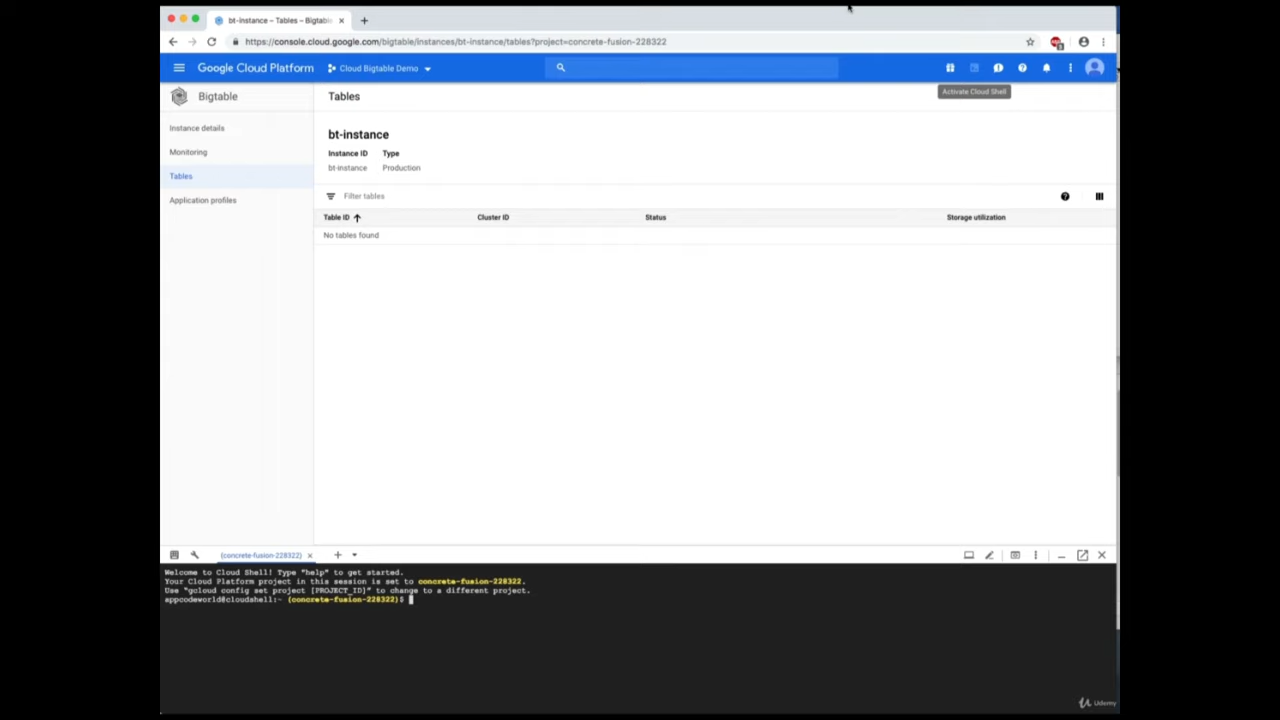 bt-instance – Tables – Bigtable
https://console.cloud.google.com/bigtable/instances/bt-instance/tables?project=concrete-fusion-228322
Google Cloud Platform
Cloud Bigtable Demo
Bigtable
Tables
Activate Cloud Shell
Instance details
Monitoring
Tables
Application profiles
bt-instance
Instance ID Type
bt-instance Production
Filter tables
Table ID Cluster ID Status Storage utilization
No tables found
(concrete-fusion-228322)
Welcome to Cloud Shell! Type "help" to get started.
Your Cloud Platform project in this session is set to concrete-fusion-228322.
Use "gcloud config set project [PROJECT_ID]" to change to a different project.
appcodeworld@cloudshell:~ (concrete-fusion-228322)$
Udemy